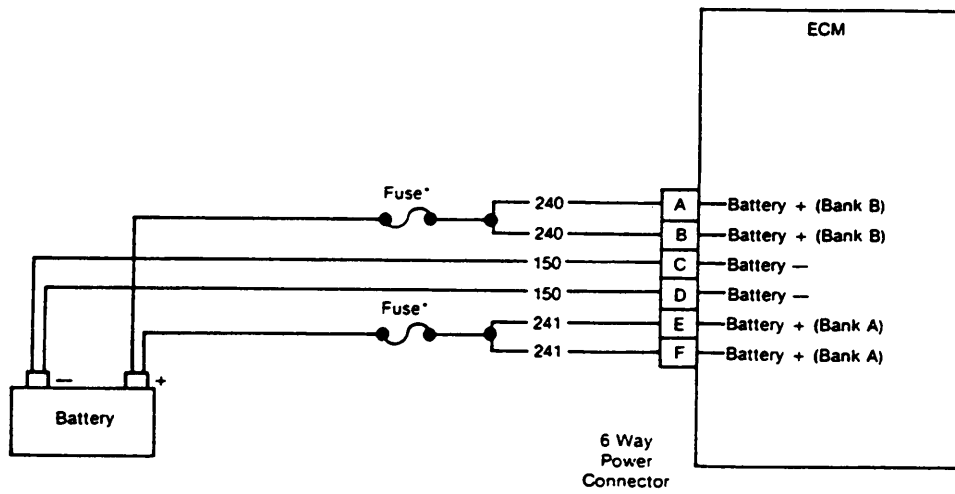 ECM
Fuse*
240
A
Battery + (Bank B)
240
B
Battery + (Bank B)
150
C
Battery –
150
D
Battery –
Fuse*
241
E
Battery + (Bank A)
241
F
Battery + (Bank A)
– +
Battery
6 Way
Power
Connector